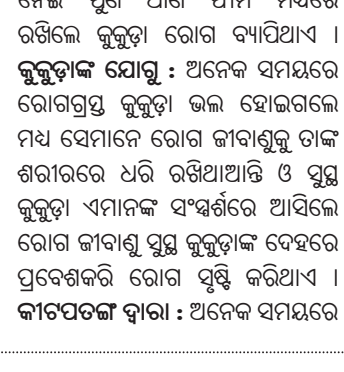 ନେଇ ପୁଣି ଥରେ ଫାର୍ମ ମଧ୍ୟରେ
ରଖିଲେ କୁକୁଡ଼ା ରୋଗ ବ୍ୟାପିଥାଏ ।
କୁକୁଡ଼ାଙ୍କ ଯୋଗୁ : ଅନେକ ସମୟରେ
ରୋଗଗ୍ରସ୍ତ କୁକୁଡ଼ା ଭଲ ହୋଇଗଲେ
ମଧ୍ୟ ସେମାନେ ରୋଗ ଜୀବାଣୁକୁ ତାଙ୍କ
ଶରୀରରେ ଧରି ରଖିଥାଆନ୍ତି ଓ ସୁସ୍ଥ
କୁକୁଡ଼ା ଏମାନଙ୍କ ସଂସ୍ପର୍ଶରେ ଆସିଲେ
ରୋଗ ଜୀବାଣୁ ସୁସ୍ଥ କୁକୁଡ଼ାଙ୍କ ଦେହରେ
ପ୍ରବେଶକରି ରୋଗ ସୃଷ୍ଟି କରିଥାଏ ।
କୀଟପତଙ୍ଗ ଦ୍ୱାରା : ଅନେକ ସମୟରେ